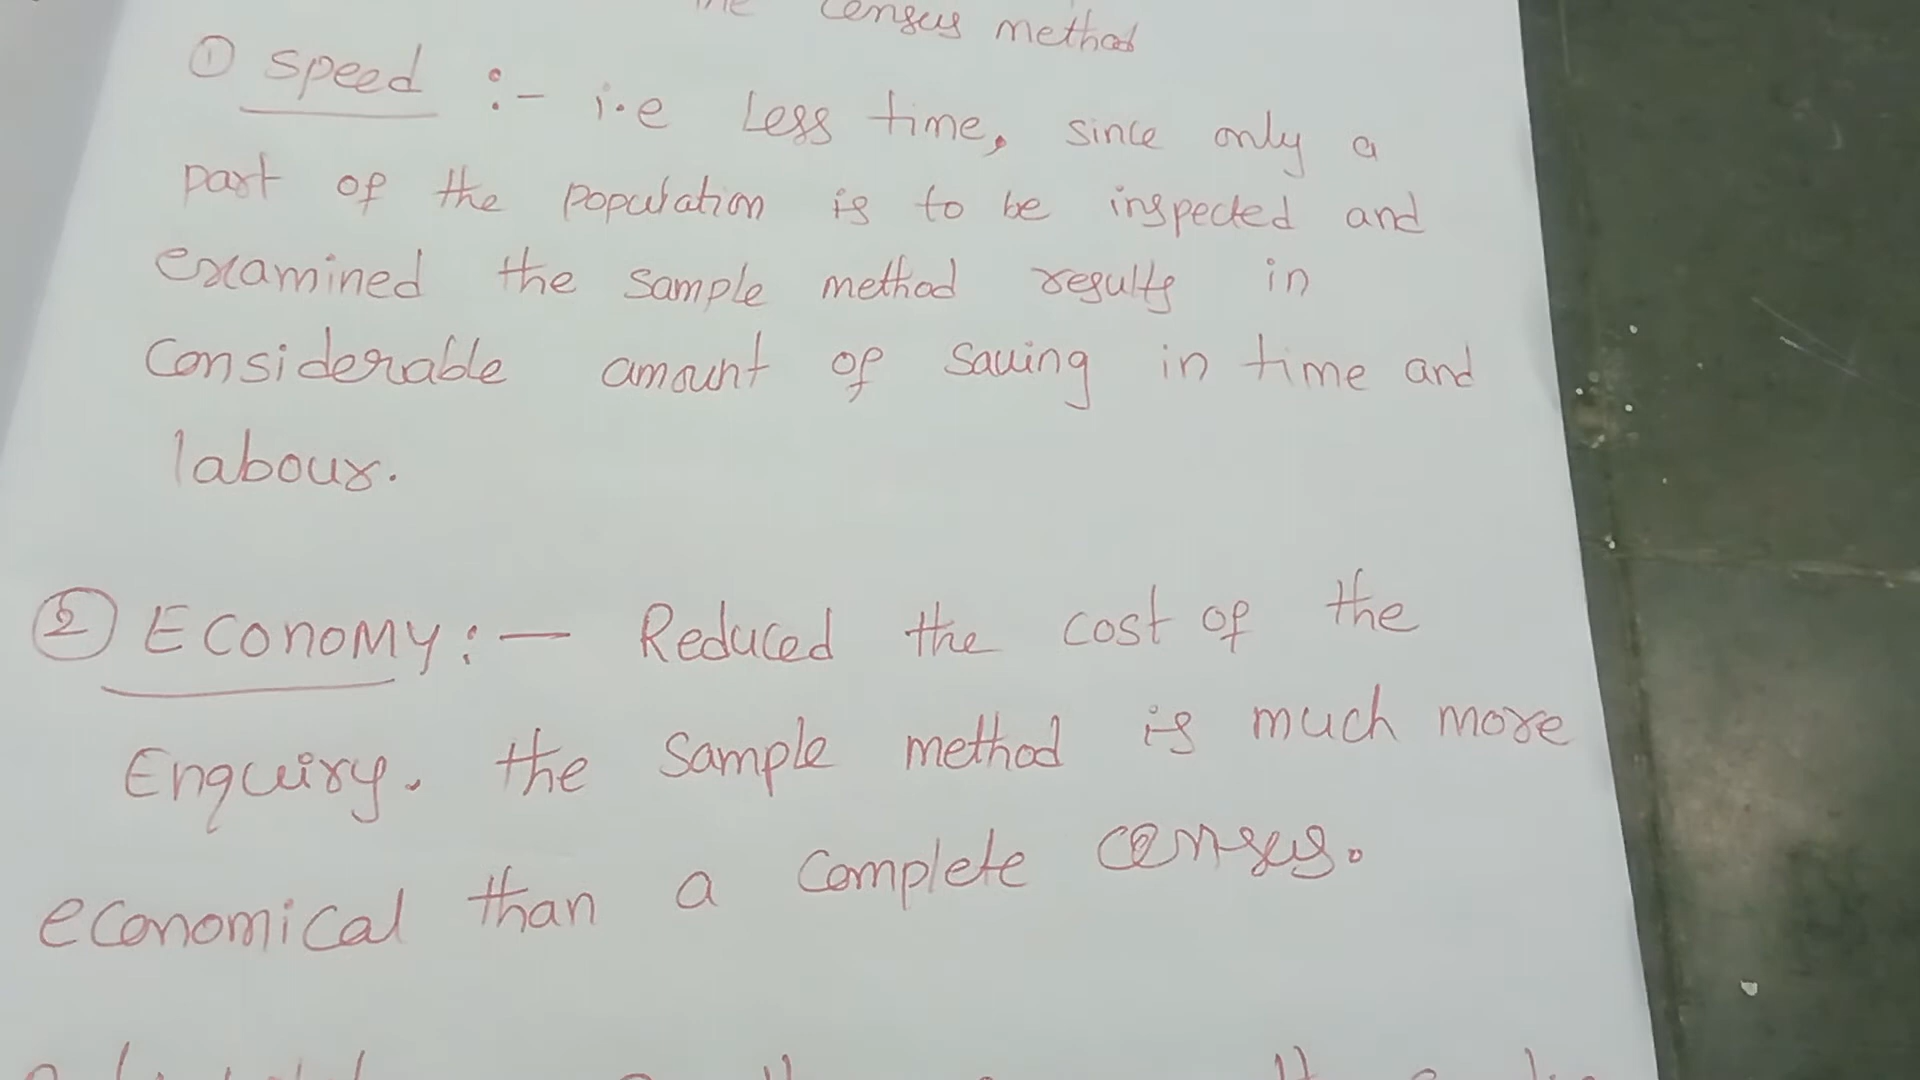 the Census method
① Speed :- i.e Less time, since only a
part of the population is to be inspected and
examined the sample method results in
Considerable amount of saving in time and
labour.
② ECONOMY :— Reduced the cost of the
Enquiry. the Sample method is much more
economical than a Complete census.